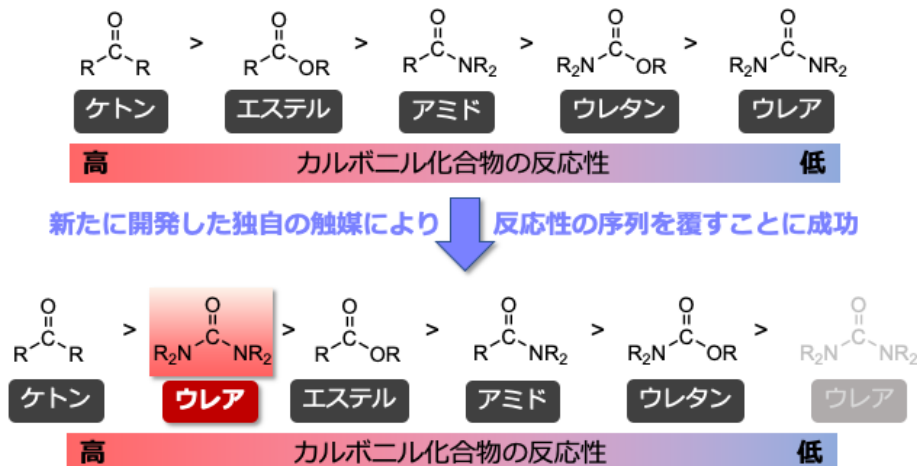 O > O > O > O > O
R C R R C OR R C NR₂ R₂N C OR R₂N C NR₂
ケトン エステル アミド ウレタン ウレア
高 カルボニル化合物の反応性 低
新たに開発した独自の触媒により 反応性の序列を覆すことに成功
O > O > O > O > O > O
R C R R₂N C NR₂ R C OR R C NR₂ R₂N C OR R₂N C NR₂
ケトン ウレア エステル アミド ウレタン ウレア
高 カルボニル化合物の反応性 低